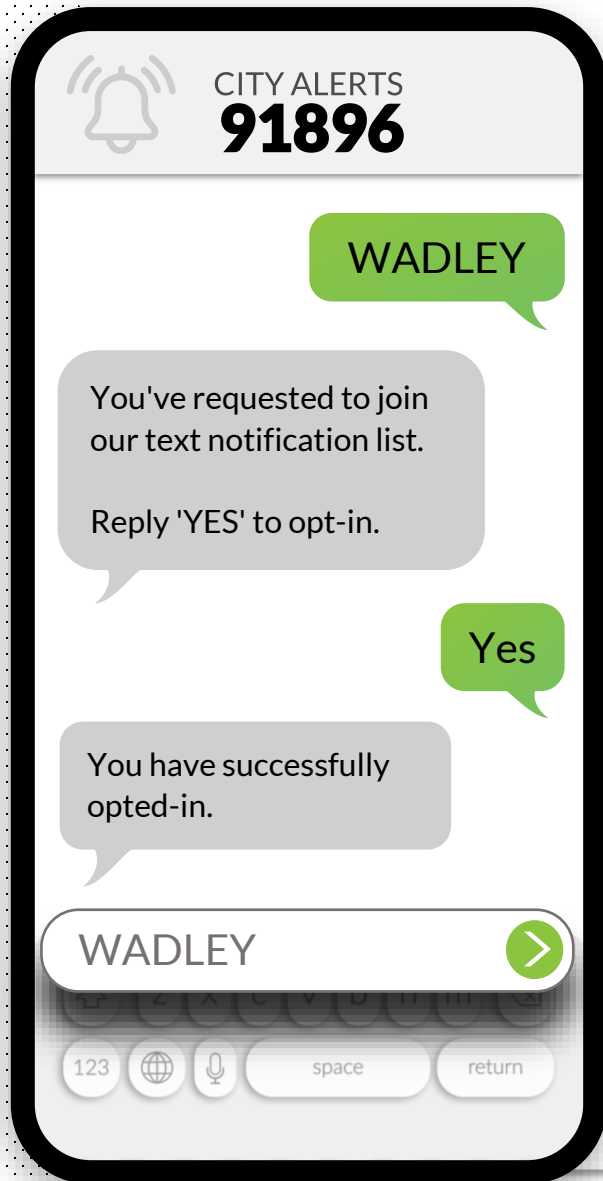 CITY ALERTS
91896
WADLEY
You've requested to join
our text notification list.
Reply 'YES' to opt-in.
Yes
You have successfully
opted-in.
WADLEY
Z X C V b n m
123 space return